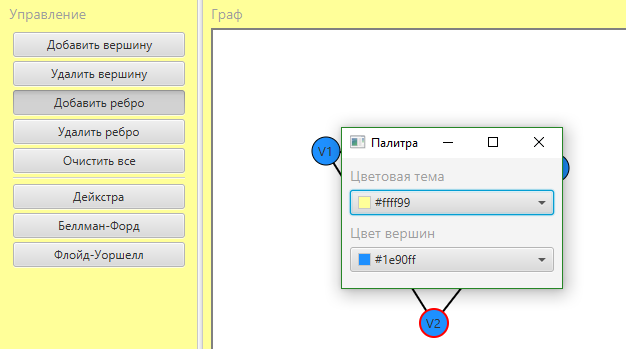 Управление
Добавить вершину
Удалить вершину
Добавить ребро
Удалить ребро
Очистить все
Дейкстра
Беллман-Форд
Флойд-Уоршелл
Граф
V1
Палитра
Цветовая тема
#ffff99
Цвет вершин
#1e90ff
V2